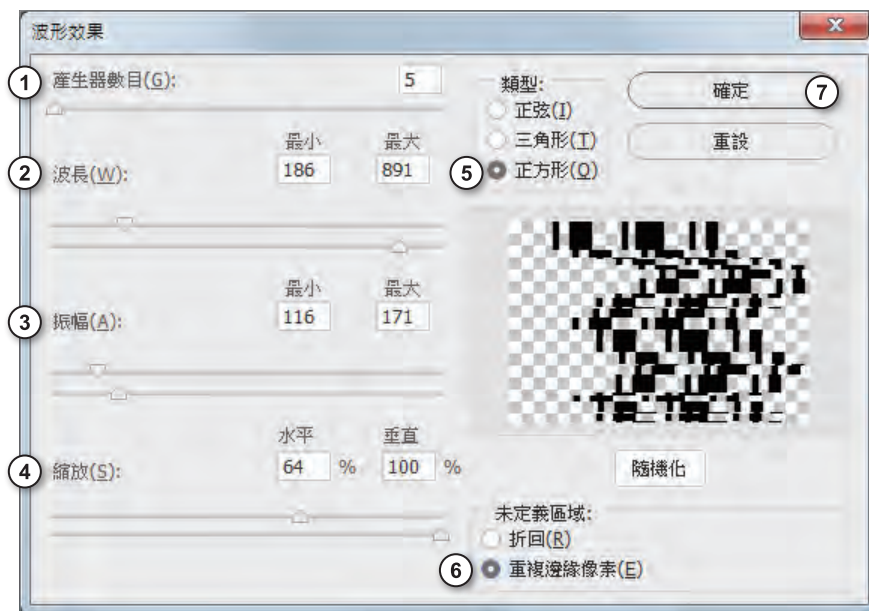 波形效果
1 產生器數目(G): 5
最小 最大
2 波長(W): 186 891
最小 最大
3 振幅(A): 116 171
水平 垂直
4 縮放(S): 64 % 100 %
類型:
正弦(I)
三角形(T)
5 正方形(Q)
確定 7
重設
隨機化
未定義區域:
折回(R)
6 重複邊緣像素(E)